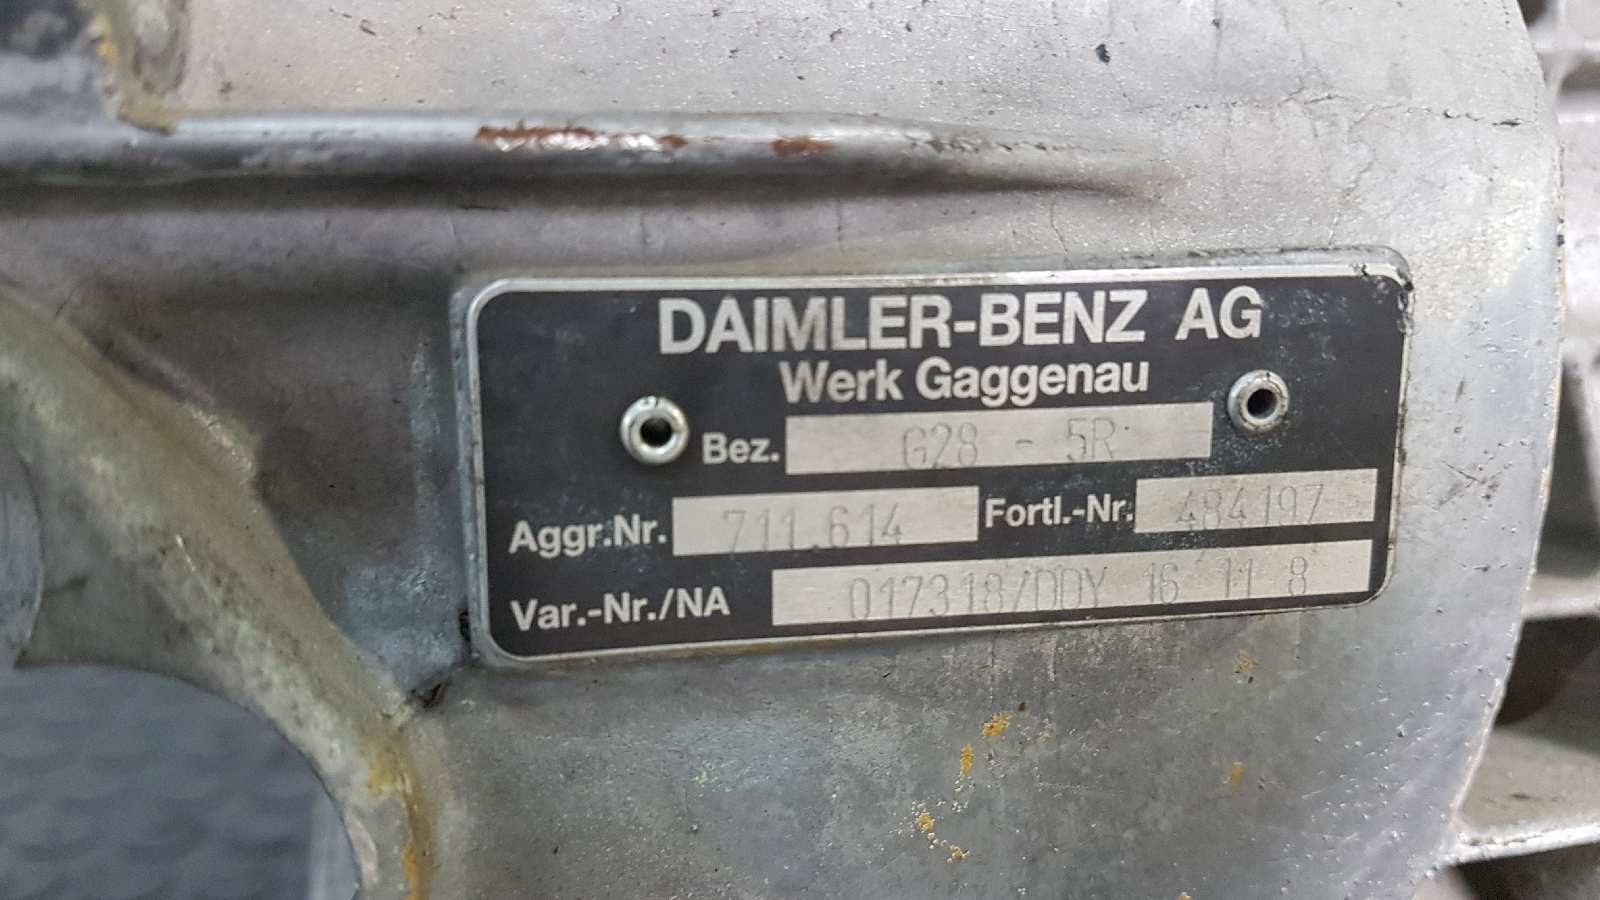 DAIMLER-BENZ AG
Werk Gaggenau
Bez. G28 - 5R
Aggr.Nr. 711.614 Fortl.-Nr. 484197
Var.-Nr./NA 017318/DDY 16 11 8